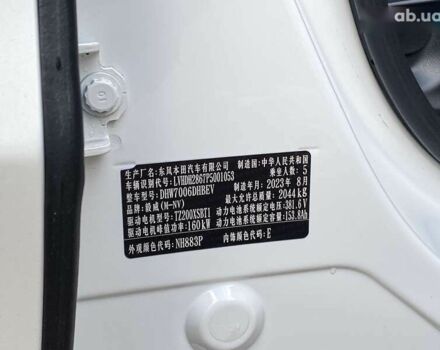 ab.ua
生产厂名:东风本田汽车有限公司 制造国:中华人民共和国
车辆识别代号: 乘坐人数:5
整车型号:DHW7006DHBEV 制造年月:2023年8月
品牌:毅威(M-NV) 最大允许总质量:2044kg
驱动电机型号:TZ200XSBT1 动力电池系统额定电压:381.6V
驱动电机峰值功率:160kW 动力电池系统额定容量:153.8Ah
外观颜色代码:NH883P 内饰颜色代码:E